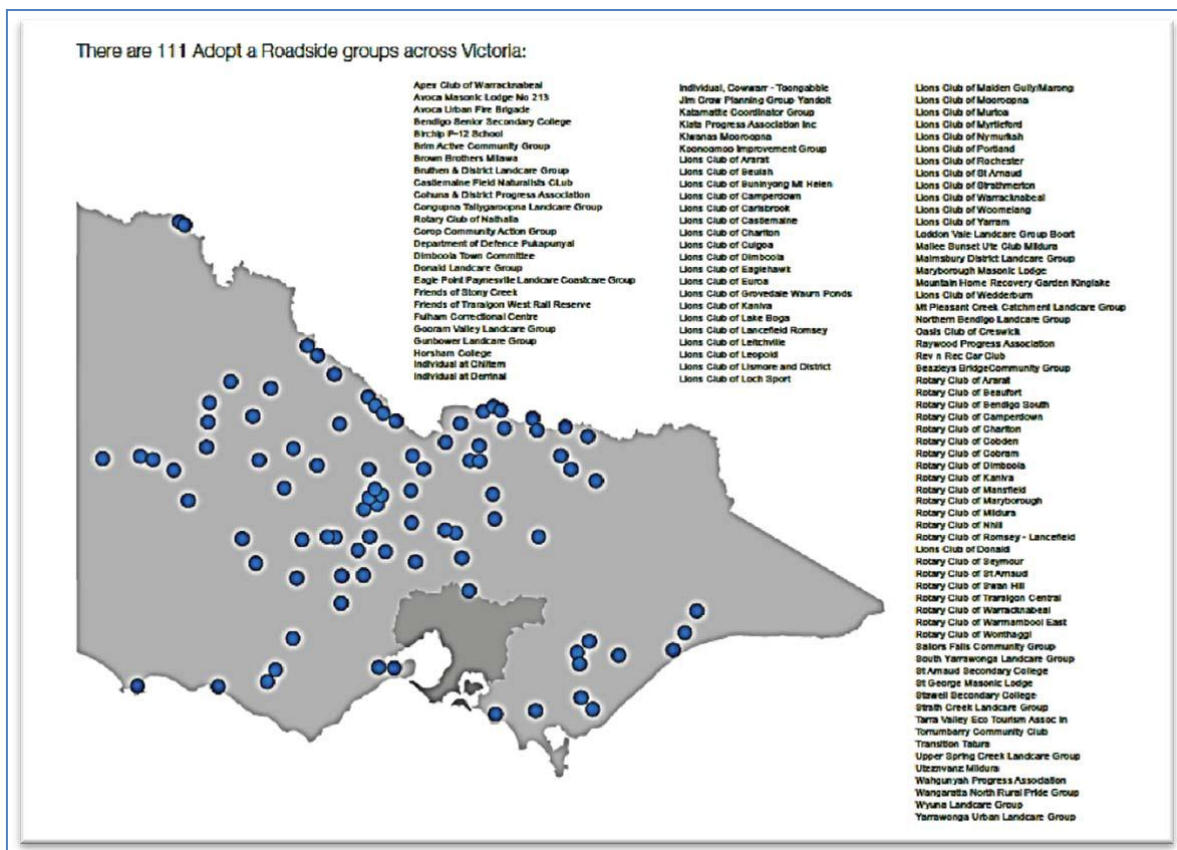 There are 111 Adopt a Roadside groups across Victoria:
Apex Club of Warracknabeal
Avoca Masonic Lodge No 213
Avoca Urban Fire Brigade
Bendigo Senior Secondary College
Birchip P-12 School
Brim Active Community Group
Brown Brothers Milawa
Bruthen & District Landcare Group
Castlemaine Field Naturalists CLub
Cohuna & District Progress Association
Congupna Tallygaroopna Landcare Group
Rotary Club of Nathalia
Corop Community Action Group
Department of Defence Pukapunyal
Dimboola Town Committee
Donald Landcare Group
Eagle Point Paynesville Landcare Coastcare Group
Friends of Stony Creek
Friends of Traralgon West Rail Reserve
Fulham Correctional Centre
Gooram Valley Landcare Group
Gunbower Landcare Group
Horsham College
Individual at Chiltern
Individual at Derrinal
Individual, Cowwarr - Toongabbie
Jim Crow Planning Group Yandoit
Katamatite Coordinator Group
Kiata Progress Association Inc
Kiwanas Mooroopna
Koonoomoo Improvement Group
Lions Club of Ararat
Lions Club of Beulah
Lions Club of Buninyong Mt Helen
Lions Club of Camperdown
Lions Club of Carisbrook
Lions Club of Castlemaine
Lions Club of Charlton
Lions Club of Culgoa
Lions Club of Dimboola
Lions Club of Eaglehawk
Lions Club of Euroa
Lions Club of Grovedale Waurn Ponds
Lions Club of Kaniva
Lions Club of Lake Boga
Lions Club of Lancefield Romsey
Lions Club of Leitchville
Lions Club of Leopold
Lions Club of Lismore and District
Lions Club of Loch Sport
Lions Club of Maiden Gully/Marong
Lions Club of Mooroopna
Lions Club of Murtoa
Lions Club of Myrtleford
Lions Club of Nymurkah
Lions Club of Portland
Lions Club of Rochester
Lions Club of St Arnaud
Lions Club of Strathmerton
Lions Club of Warracknabeal
Lions Club of Woomelang
Lions Club of Yarram
Loddon Vale Landcare Group Boort
Mallee Sunset Ute Club Mildura
Malmsbury District Landcare Group
Maryborough Masonic Lodge
Mountain Home Recovery Garden Kinglake
Lions Club of Wedderburn
Mt Pleasant Creek Catchment Landcare Group
Northern Bendigo Landcare Group
Oasis Club of Creswick
Raywood Progress Association
Rev n Rec Car Club
Beazleys BridgeCommunity Group
Rotary Club of Ararat
Rotary Club of Beaufort
Rotary Club of Bendigo South
Rotary Club of Camperdown
Rotary Club of Charlton
Rotary Club of Cobden
Rotary Club of Cobram
Rotary Club of Dimboola
Rotary Club of Kaniva
Rotary Club of Mansfield
Rotary Club of Maryborough
Rotary Club of Mildura
Rotary Club of Nhill
Rotary Club of Romsey - Lancefield
Lions Club of Donald
Rotary Club of Seymour
Rotary Club of St Arnaud
Rotary Club of Swan Hill
Rotary Club of Traralgon Central
Rotary Club of Warracknabeal
Rotary Club of Warrnambool East
Rotary Club of Wonthaggi
Sailors Falls Community Group
South Yarrawonga Landcare Group
St Arnaud Secondary College
St George Masonic Lodge
Stawell Secondary College
Strath Creek Landcare Group
Tarra Valley Eco Tourism Assoc In
Torrumbarry Community Club
Transition Tatura
Upper Spring Creek Landcare Group
Uteznvanz Mildura
Wahgunyah Progress Association
Wangaratta North Rural Pride Group
Wyuna Landcare Group
Yarrawonga Urban Landcare Group